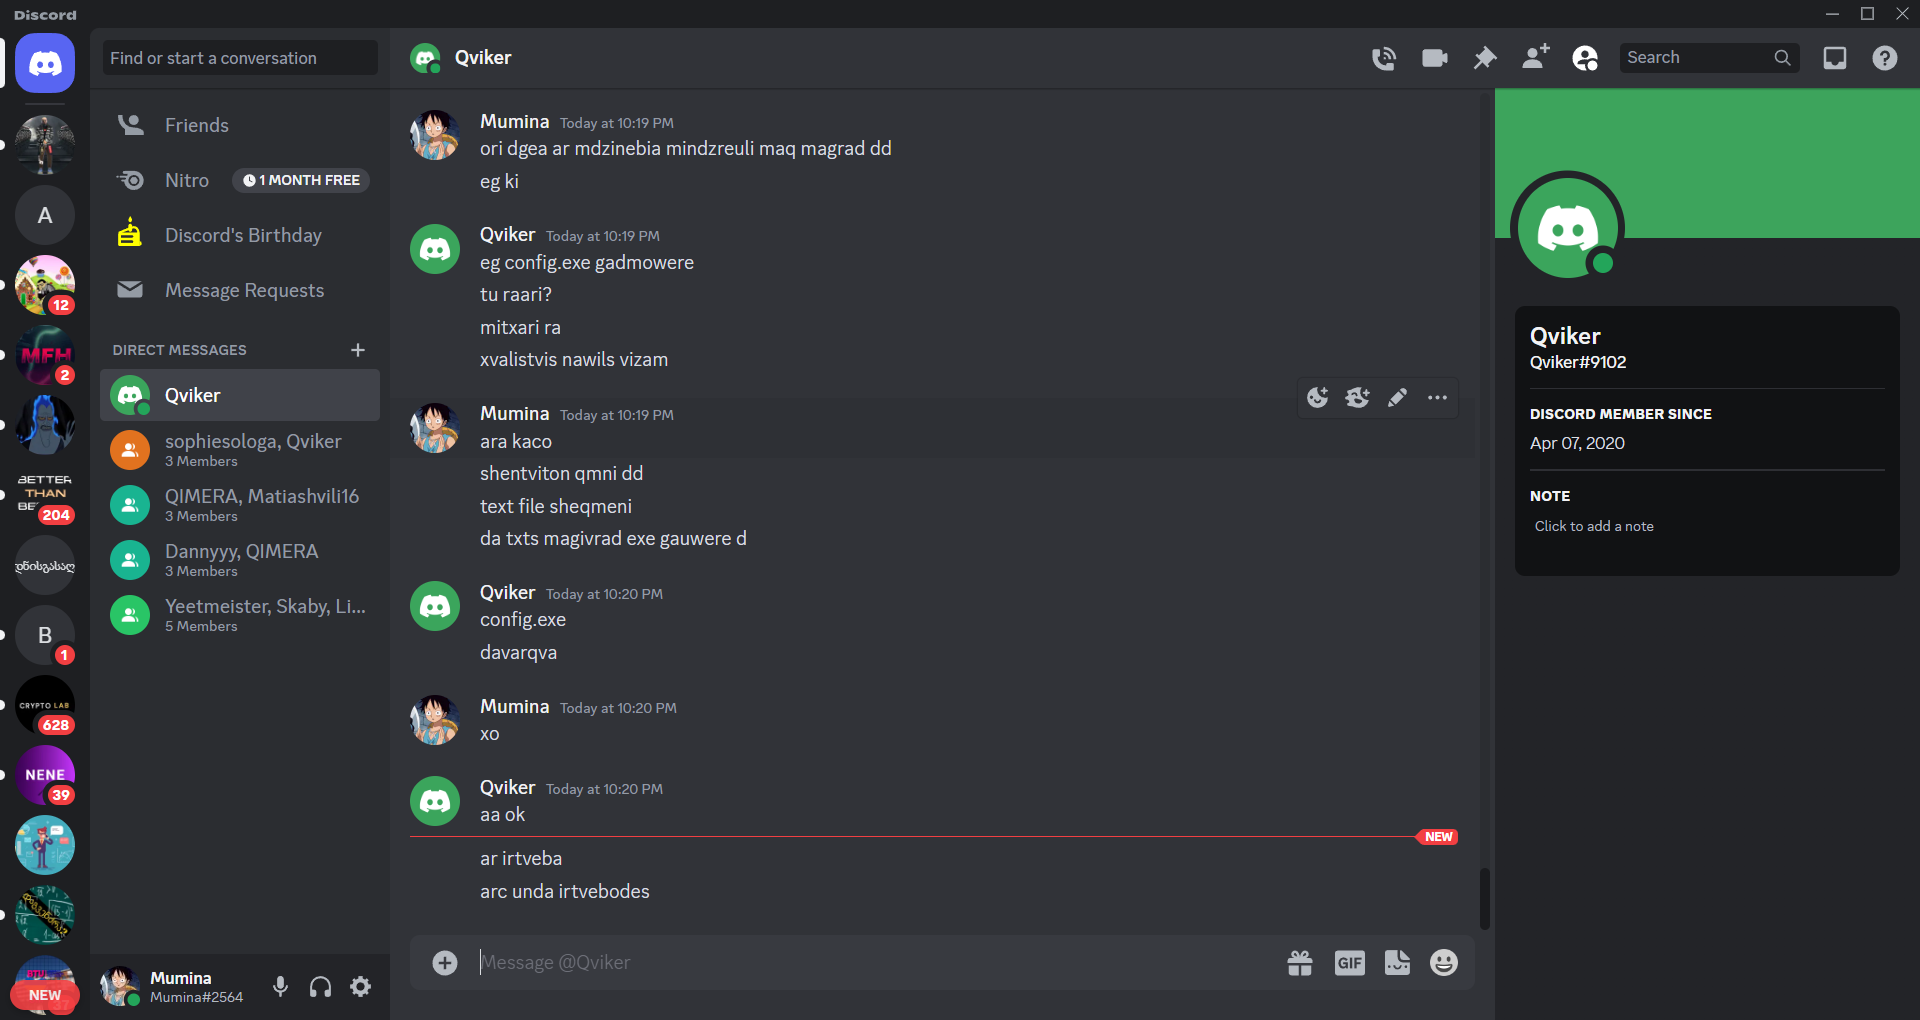 Discord
Find or start a conversation
Friends
Nitro
1 MONTH FREE
Discord's Birthday
Message Requests
DIRECT MESSAGES
Qviker
sophiesologa, Qviker
3 Members
QIMERA, Matiashvili16
3 Members
Dannyyy, QIMERA
3 Members
Yeetmeister, Skaby, Li...
5 Members
Mumina
Mumina#2564
A
12
MFH
2
BETTER
THAN
204
B
1
CRYPTO LAB
628
NENE
39
NEW
Qviker
Search
Mumina Today at 10:19 PM
ori dgea ar mdzinebia mindzreuli maq magrad dd
eg ki
Qviker Today at 10:19 PM
eg config.exe gadmowere
tu raari?
mitxari ra
xvalistvis nawils vizam
Mumina Today at 10:19 PM
ara kaco
shentviton qmni dd
text file sheqmeni
da txts magivrad exe gauwere d
Qviker Today at 10:20 PM
config.exe
davarqva
Mumina Today at 10:20 PM
xo
Qviker Today at 10:20 PM
aa ok
NEW
ar irtveba
arc unda irtvebodes
Message @Qviker
GIF
Qviker
Qviker#9102
DISCORD MEMBER SINCE
Apr 07, 2020
NOTE
Click to add a note